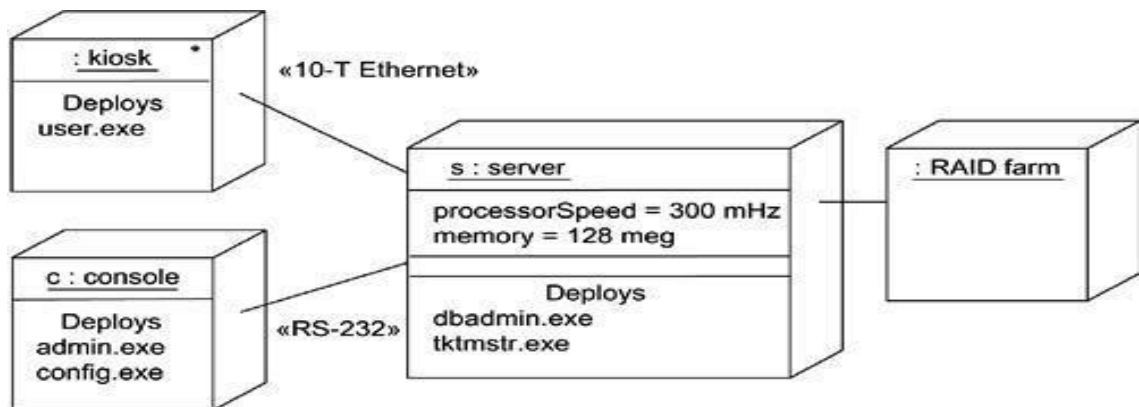 : kiosk *
Deploys
user.exe
«10-T Ethernet»
c : console
Deploys
admin.exe
config.exe
«RS-232»
s : server
processorSpeed = 300 mHz
memory = 128 meg
Deploys
dbadmin.exe
tktmstr.exe
: RAID farm